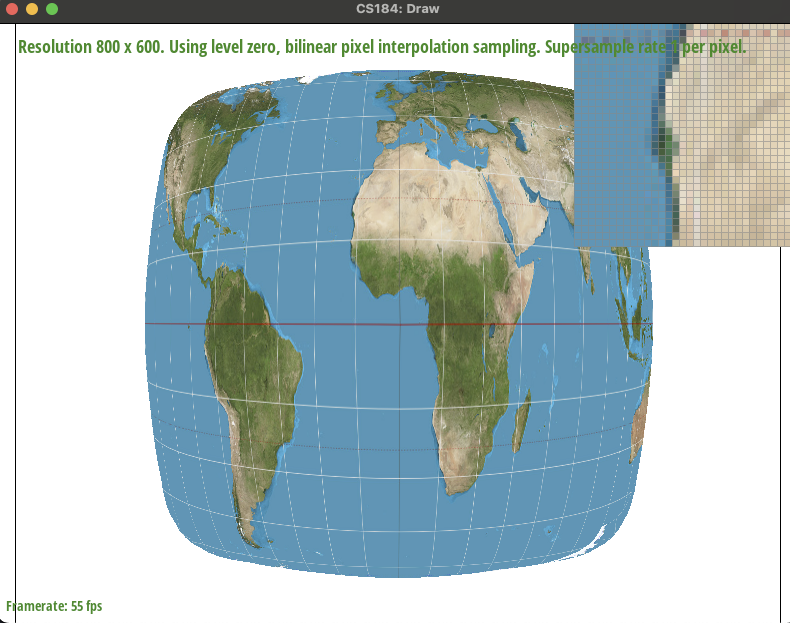 CS184: Draw
Resolution 800 x 600. Using level zero, bilinear pixel interpolation sampling. Supersample rate 1 per pixel.
Framerate: 55 fps